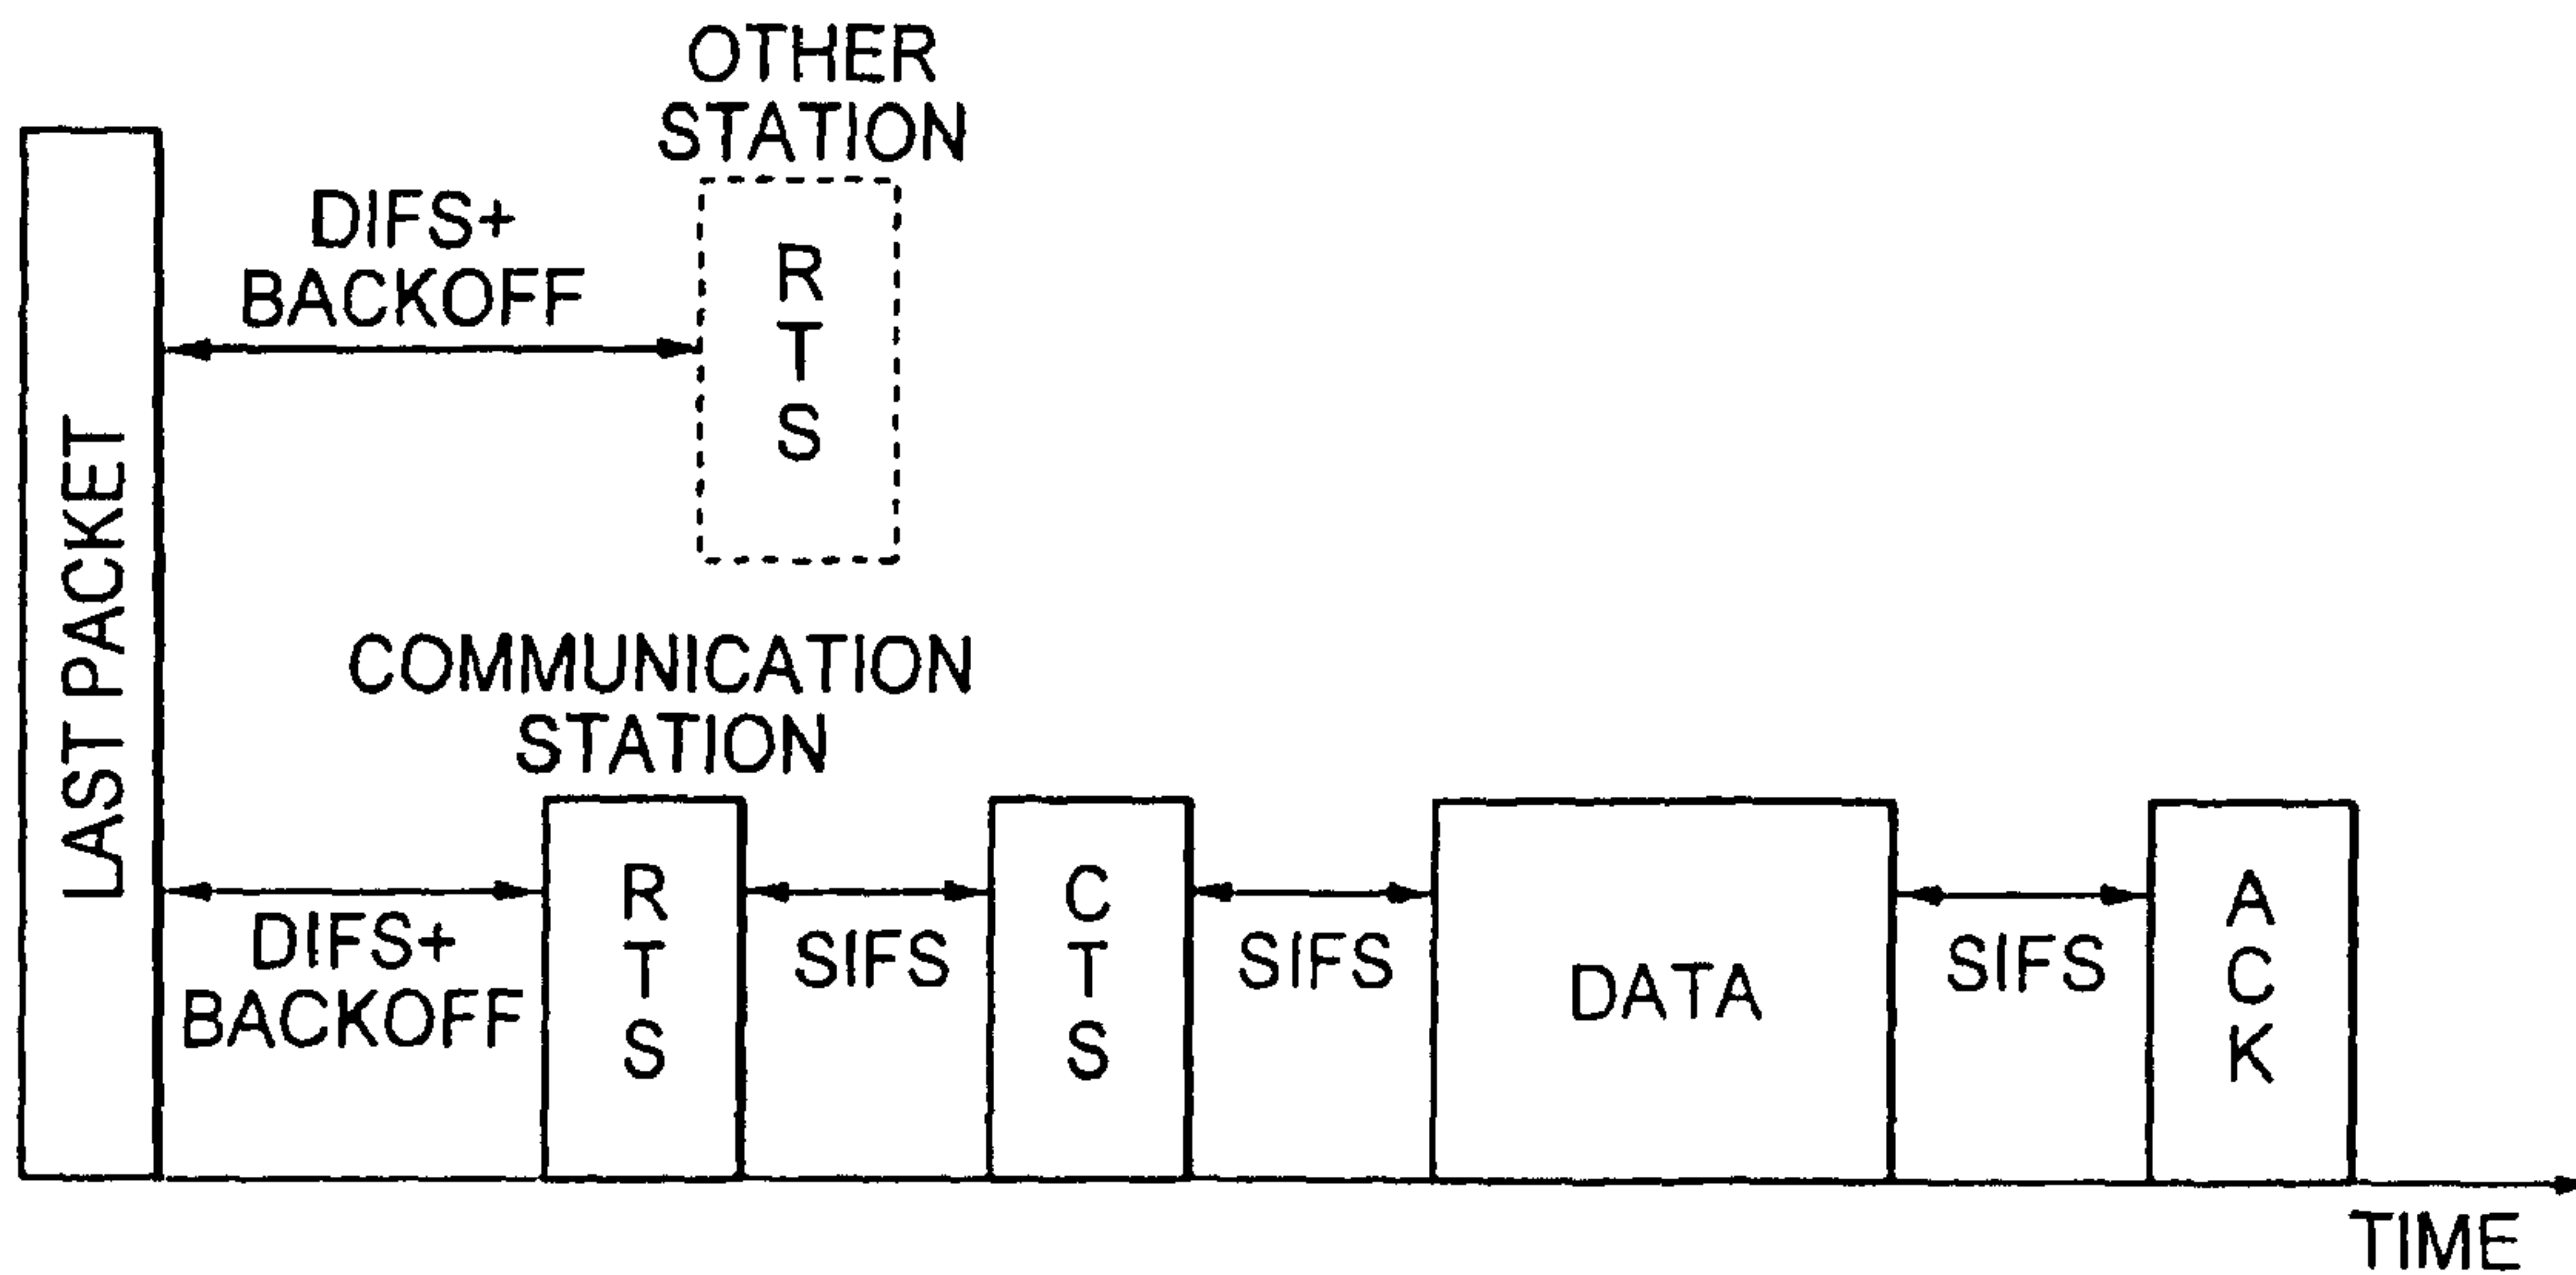 OTHER
STATION
DIFS+
BACKOFF
RTS
LAST PACKET
COMMUNICATION
STATION
DIFS+
BACKOFF
RTS
SIFS
CTS
SIFS
DATA
SIFS
ACK
TIME